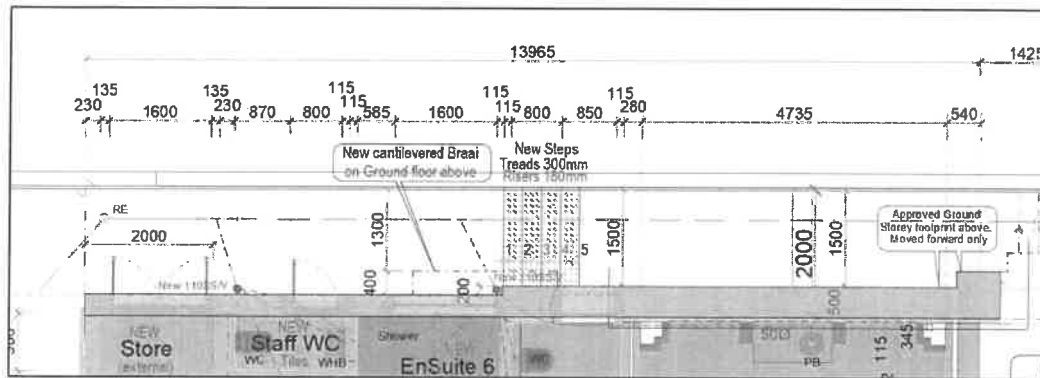 13965
1425
115
115
135
135
115
115
115
280
230
1600
230
870
800
585
1600
800
850
4735
540
New cantilevered Braai
on Ground floor above
New Steps
Treads 300mm
Risers 180mm
RE
2000
1300
400
200
2
5
1500
2000
1500
Approved Ground
Storey footprint above.
Moved forward only
500
NEW
Store
(external)
NEW
Staff WC
WC
Tiles
WHB
Shower
EnSuite 6
PB
115
345